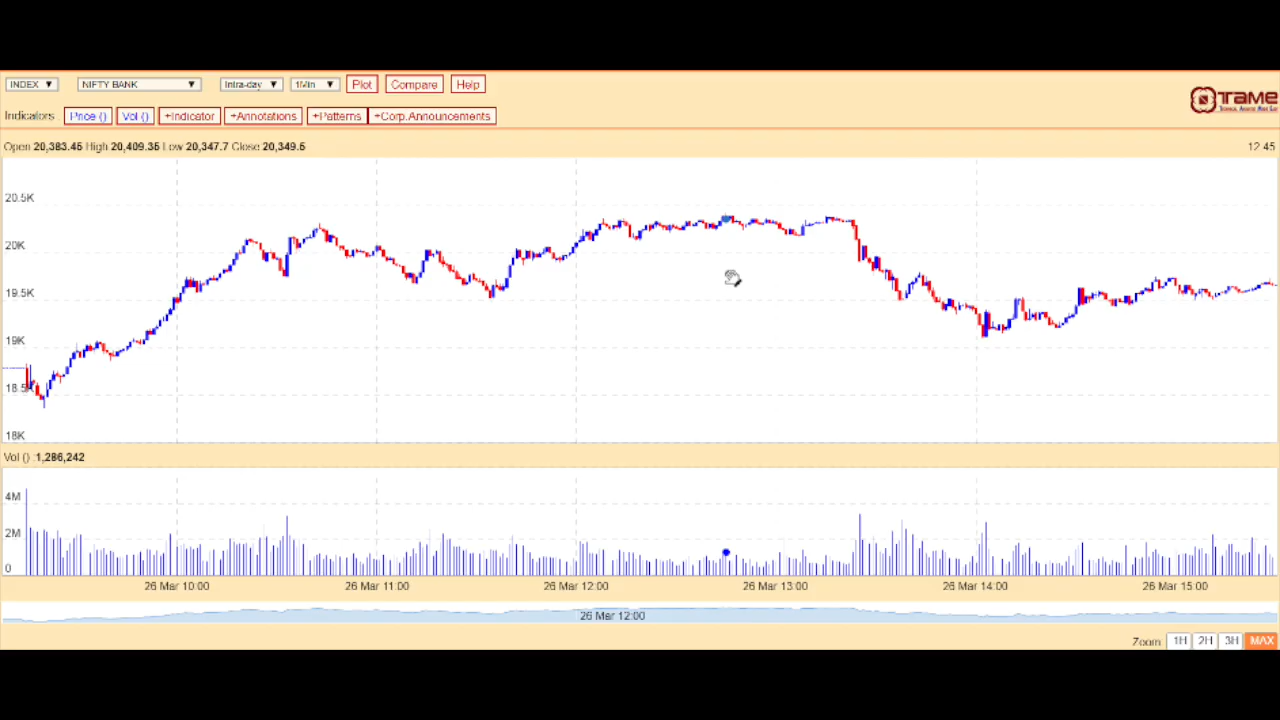 INDEX ▼ NIFTY BANK ▼ Intra-day ▼ 1Min ▼ Plot Compare Help
TAME
Indicators Price () Vol () +Indicator +Annotations +Patterns +Corp.Announcements
Open 20,383.45 High 20,409.35 Low 20,347.7 Close 20,349.5 12:45
20.5K
20K
19.5K
19K
18.5K
18K
Vol () :1,286,242
4M
2M
0
26 Mar 10:00 26 Mar 11:00 26 Mar 12:00 26 Mar 13:00 26 Mar 14:00 26 Mar 15:00
26 Mar 12:00
Zoom: 1H 2H 3H MAX